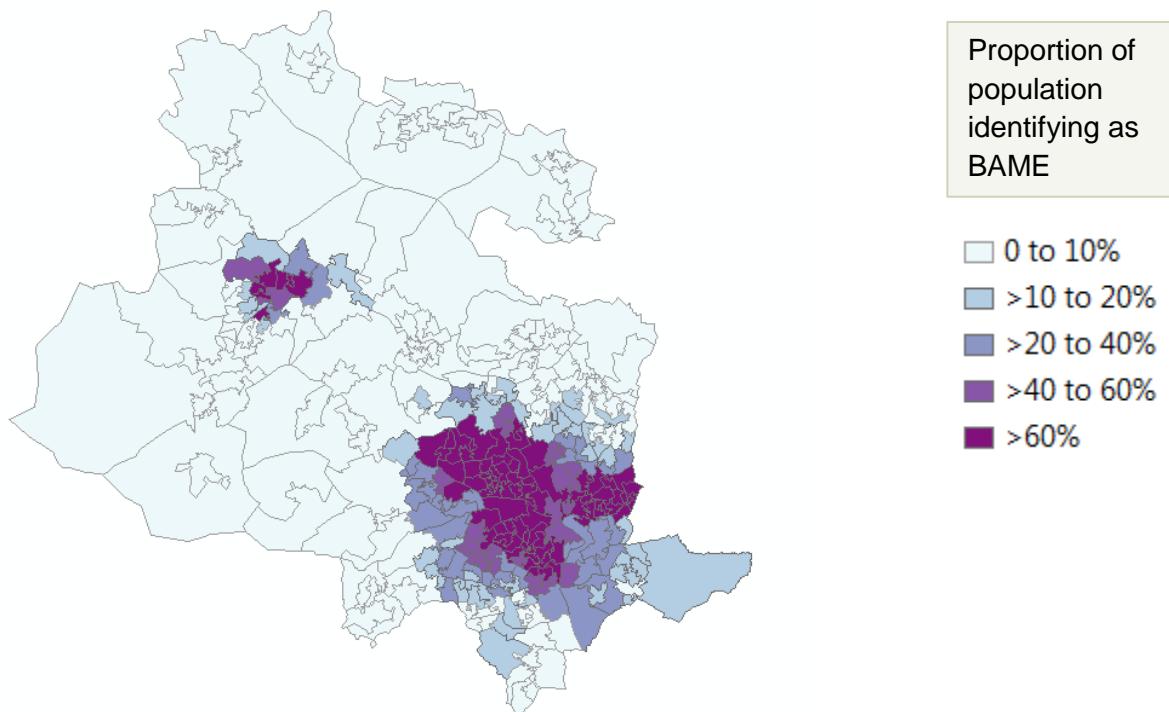 Proportion of
population
identifying as
BAME
0 to 10%
>10 to 20%
>20 to 40%
>40 to 60%
>60%